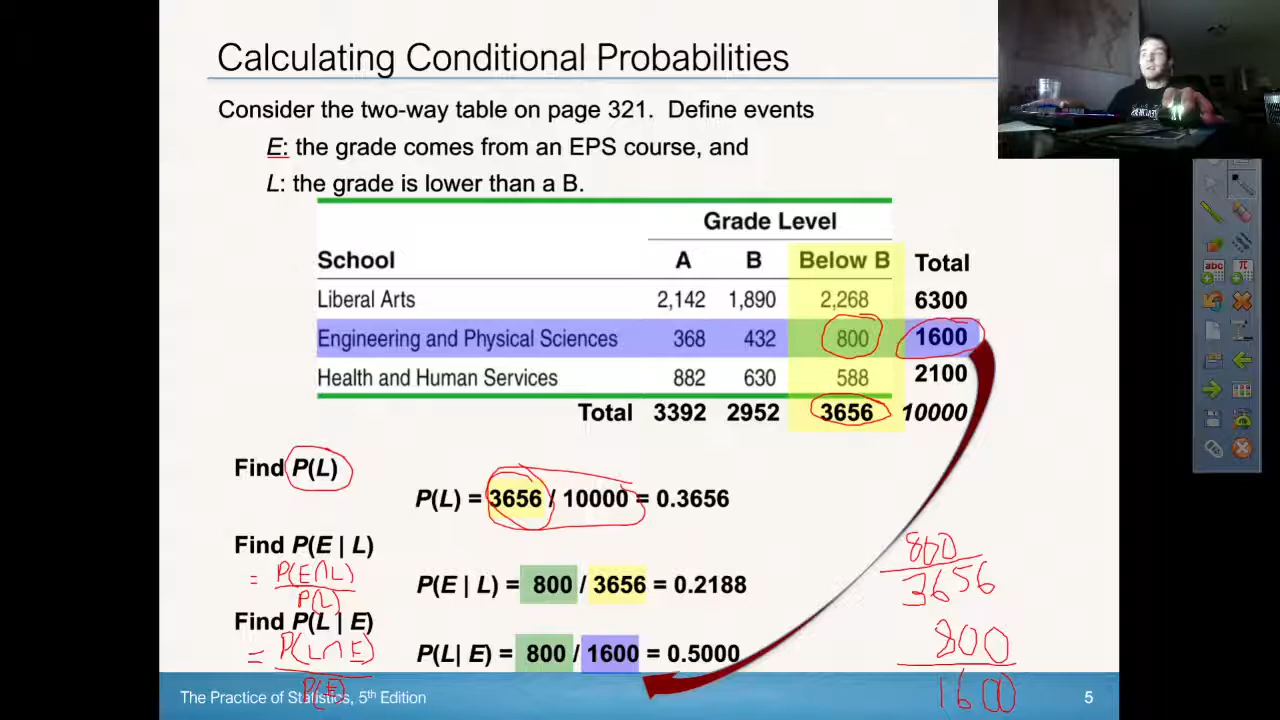 Calculating Conditional Probabilities
Consider the two-way table on page 321. Define events
E: the grade comes from an EPS course, and
L: the grade is lower than a B.
Grade Level
School A B Below B Total
Liberal Arts 2,142 1,890 2,268 6300
Engineering and Physical Sciences 368 432 800 1600
Health and Human Services 882 630 588 2100
Total 3392 2952 3656 10000
Find P(L)
P(L) = 3656 / 10000 = 0.3656
Find P(E | L)
= P(E∩L)
P(L)
P(E | L) = 800 / 3656 = 0.2188
800
3656
Find P(L | E)
= P(L∩E)
P(E)
P(L| E) = 800 / 1600 = 0.5000
800
1600
The Practice of Statistics, 5th Edition 5
abc
π